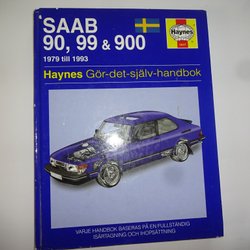 SAAB
90, 99 & 900
1979 till 1993
Haynes
Haynes Gör-det-själv-handbok
VARJE HANDBOK BASERAS PÅ EN FULLSTÄNDIG
ISÄRTAGNING OCH IHOPSÄTTNING